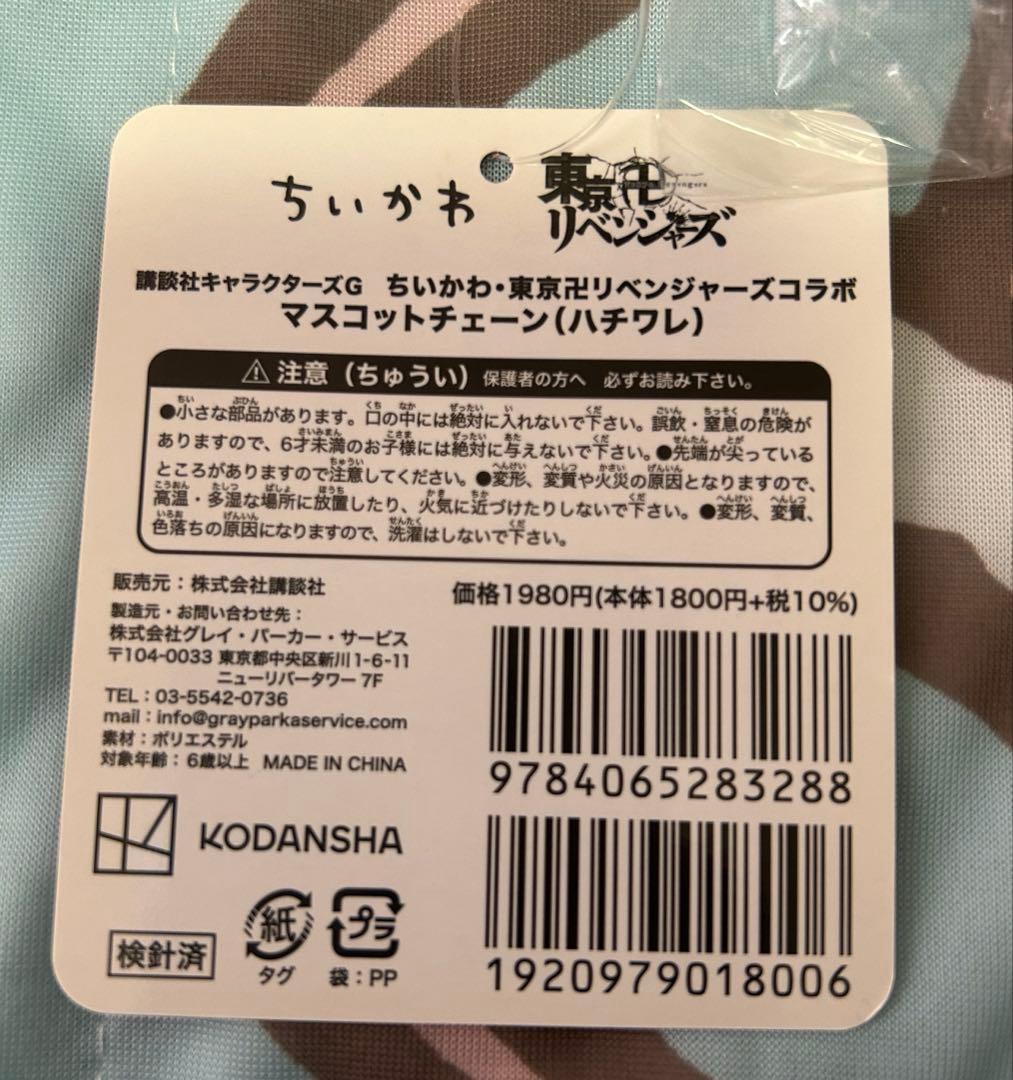 ちいかわ
東京卍
リベンジャーズ
講談社キャラクターズG ちいかわ・東京卍リベンジャーズコラボ
マスコットチェーン(ハチワレ)
⚠ 注意(ちゅうい) 保護者の方へ 必ずお読み下さい。
●小さな部品があります。口の中には絶対に入れないで下さい。誤飲・窒息の危険が
ありますので、6才未満のお子様には絶対に与えないで下さい。●先端が尖っている
ところがありますので注意してください。●変形、変質や火災の原因となりますので、
高温・多湿な場所に放置したり、火気に近づけたりしないで下さい。●変形、変質、
色落ちの原因になりますので、洗濯はしないで下さい。
販売元:株式会社講談社
製造元・お問い合わせ先:
株式会社グレイ・パーカー・サービス
〒104-0033 東京都中央区新川1-6-11
ニューリバータワー 7F
TEL:03-5542-0736
mail:info@grayparkaservice.com
素材:ポリエステル
対象年齢:6歳以上 MADE IN CHINA
価格1980円(本体1800円+税10%)
9784065283288
1920979018006
KODANSHA
検針済
紙
タグ
プラ
袋:PP